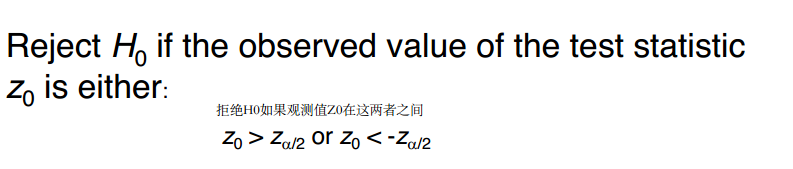 Reject H₀ if the observed value of the test statistic
z₀ is either:
拒绝H0如果观测值Z0在这两者之间
z₀ > zα/2 or z₀ < -zα/2